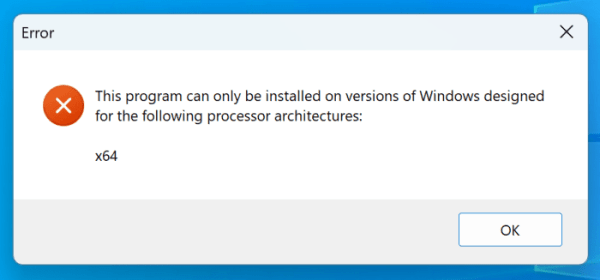 Error
This program can only be installed on versions of Windows designed
for the following processor architectures:
x64
OK